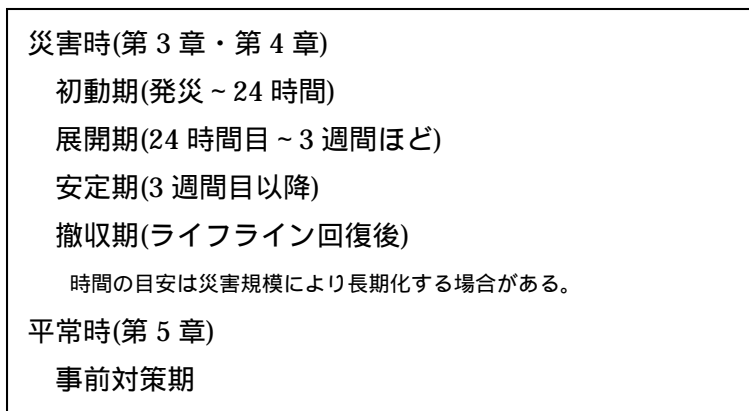 災害時(第 3 章・第 4 章)
初動期(発災 ~ 24 時間)
展開期(24 時間目 ~ 3 週間ほど)
安定期(3 週間目以降)
撤収期(ライフライン回復後)
時間の目安は災害規模により長期化する場合がある。
平常時(第 5 章)
事前対策期